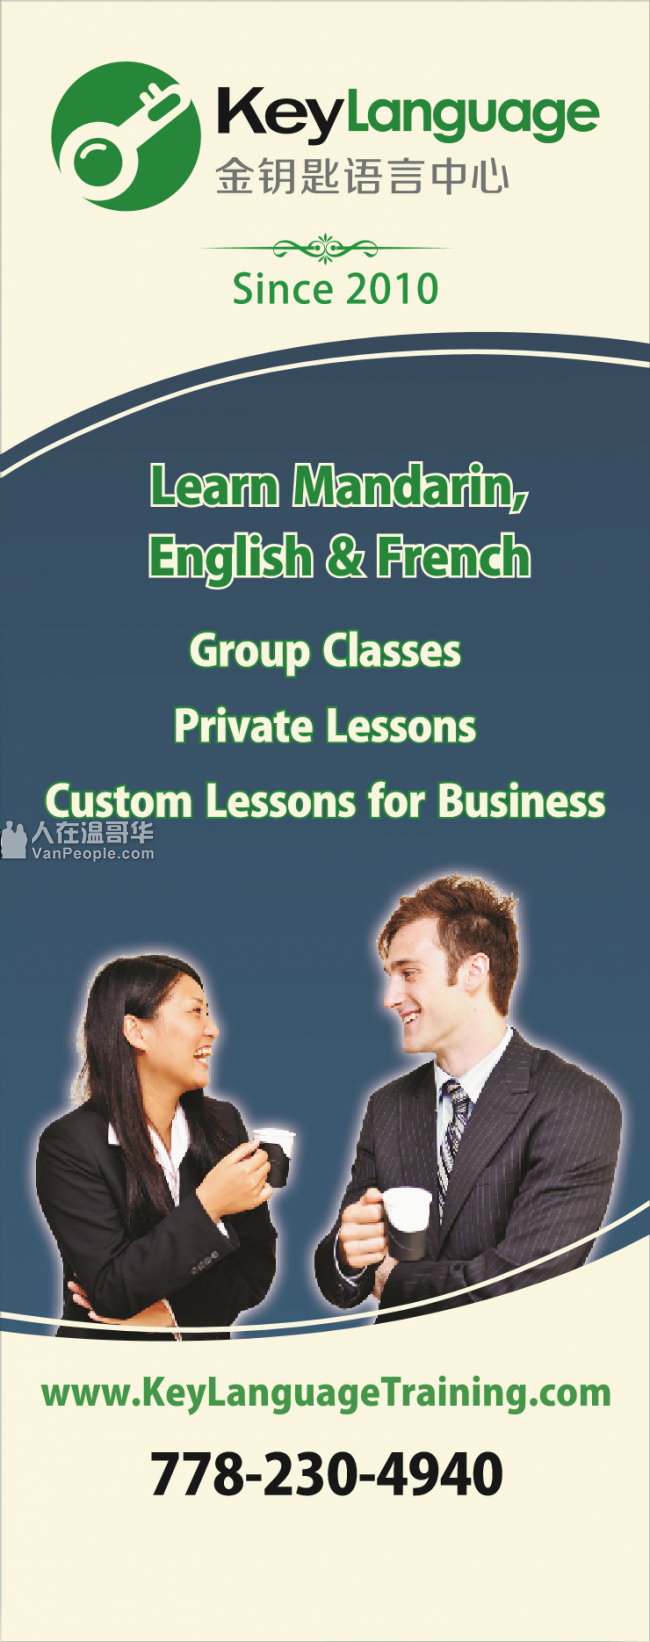 KeyLanguage
金钥匙语言中心
Since 2010
Learn Mandarin,
English & French
Group Classes
Private Lessons
Custom Lessons for Business
人在温哥华
VanPeople.com
www.KeyLanguageTraining.com
778-230-4940